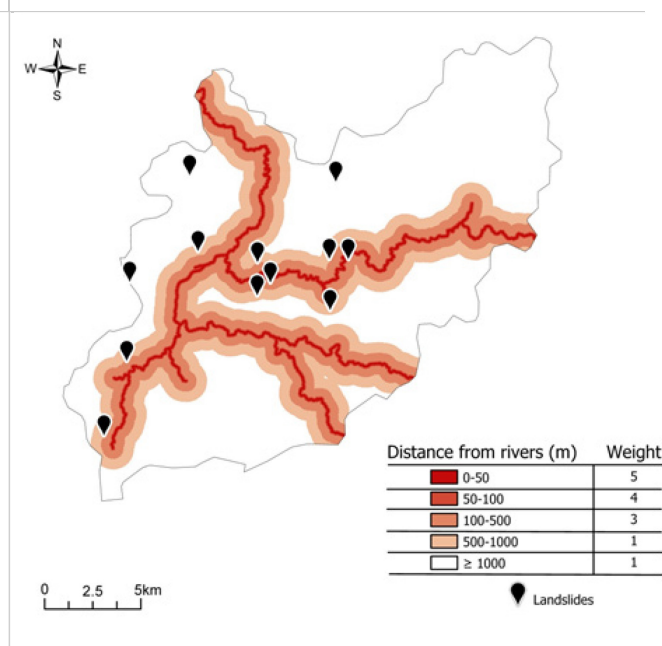 N
W E
S
Distance from rivers (m) Weight
0-50 5
50-100 4
100-500 3
500-1000 1
≥ 1000 1
Landslides
0 2.5 5km